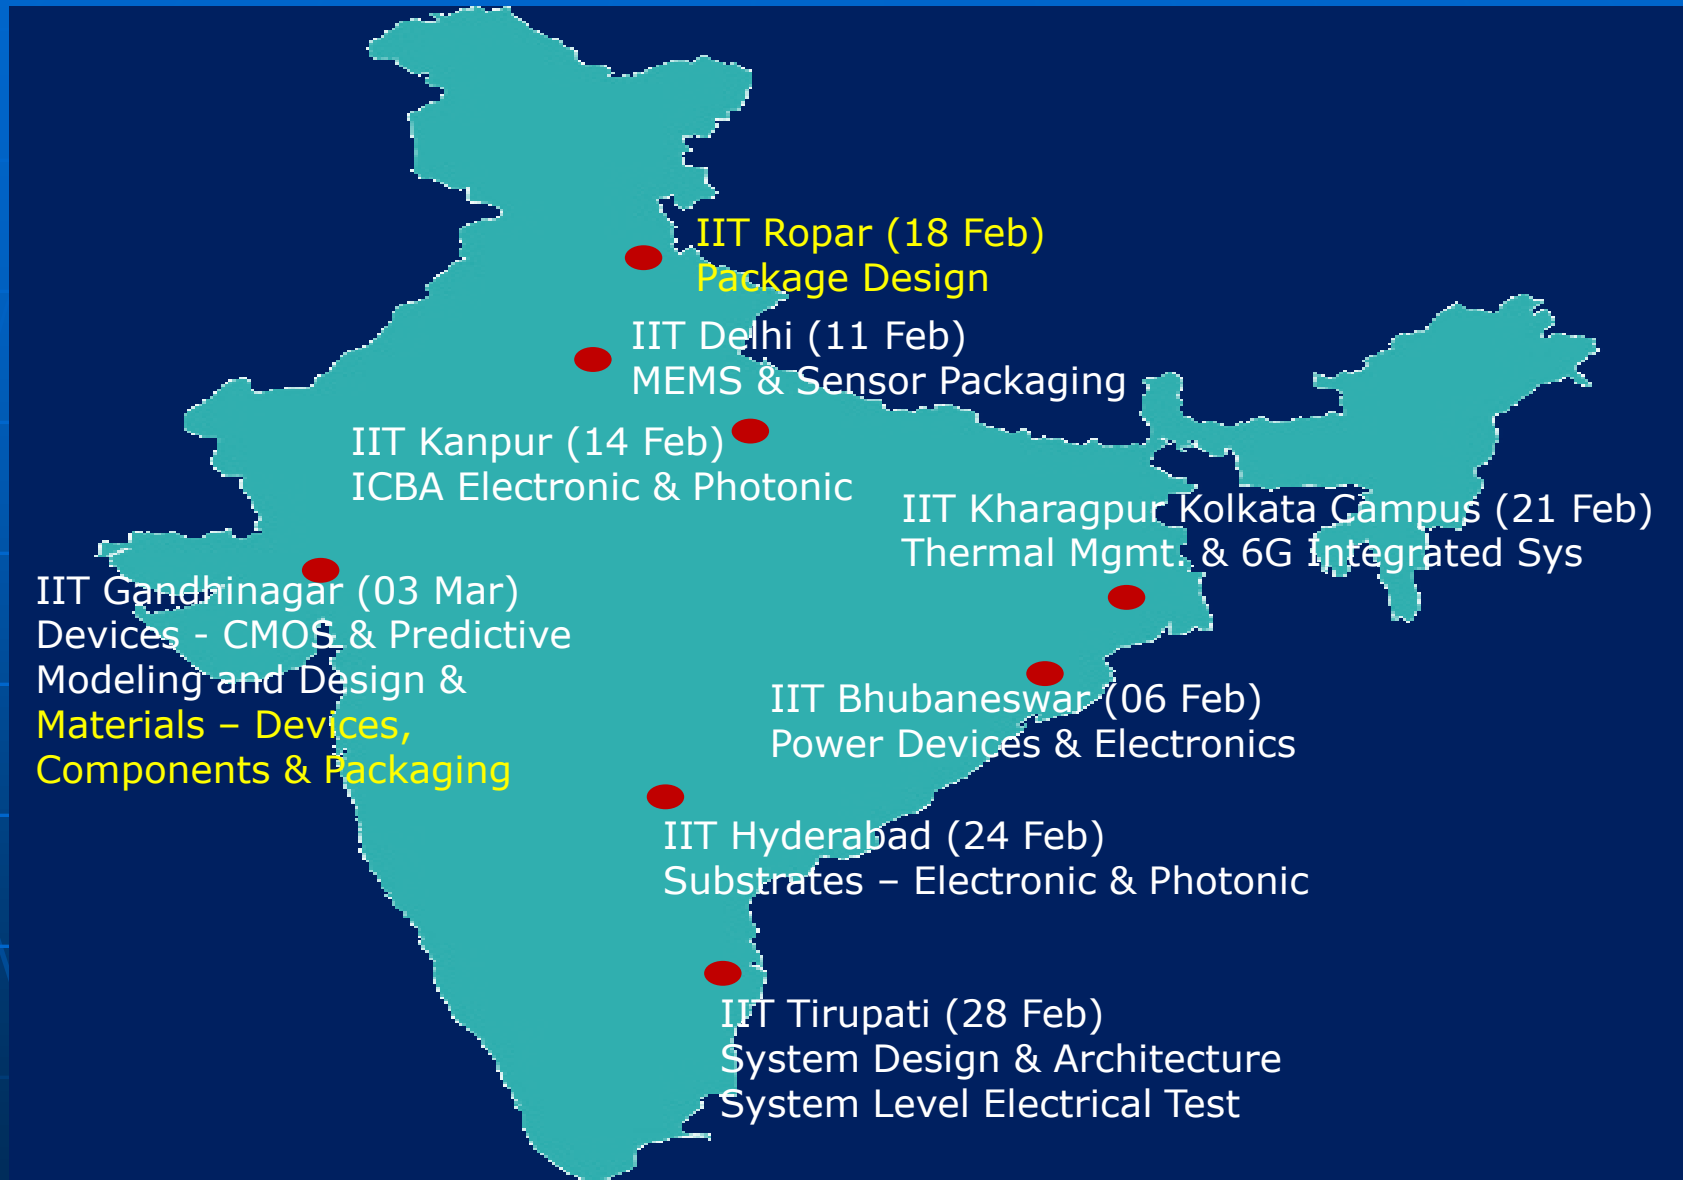 IIT Ropar (18 Feb)
Package Design
IIT Delhi (11 Feb)
MEMS & Sensor Packaging
IIT Kanpur (14 Feb)
ICBA Electronic & Photonic
IIT Kharagpur Kolkata Campus (21 Feb)
Thermal Mgmt. & 6G Integrated Sys
IIT Gandhinagar (03 Mar)
Devices - CMOS & Predictive
Modeling and Design &
Materials – Devices,
Components & Packaging
IIT Bhubaneswar (06 Feb)
Power Devices & Electronics
IIT Hyderabad (24 Feb)
Substrates – Electronic & Photonic
IIT Tirupati (28 Feb)
System Design & Architecture
System Level Electrical Test